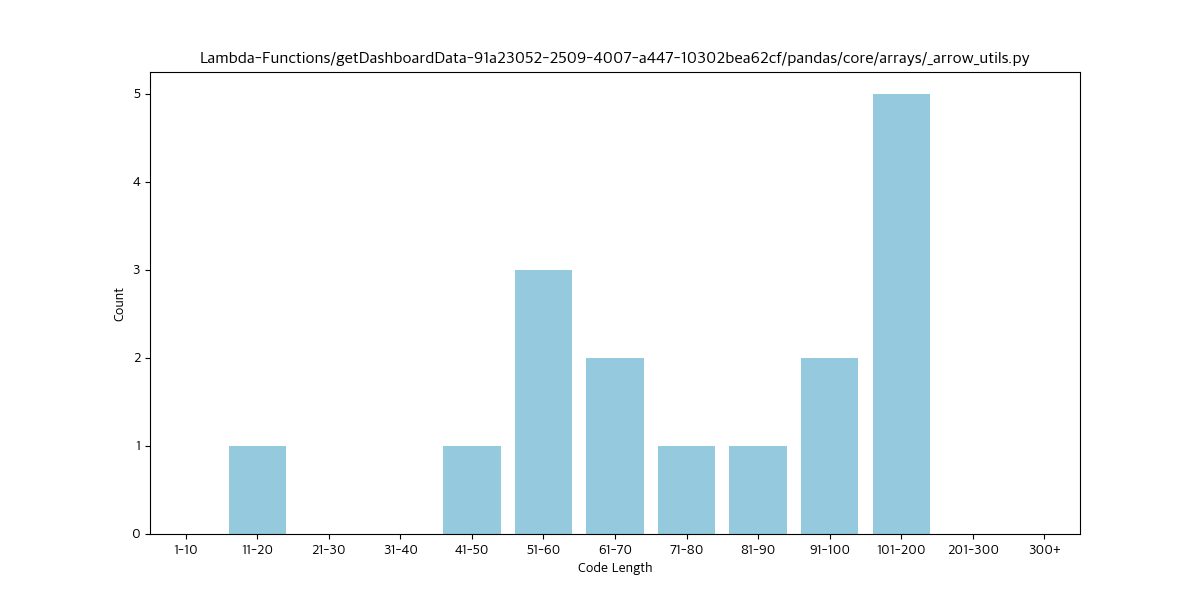 Lambda-Functions/getDashboardData-91a23052-2509-4007-a447-10302bea62cf/pandas/core/arrays/_arrow_utils.py
5
4
3
2
1
0
Count
1-10 11-20 21-30 31-40 41-50 51-60 61-70 71-80 81-90 91-100 101-200 201-300 300+
Code Length